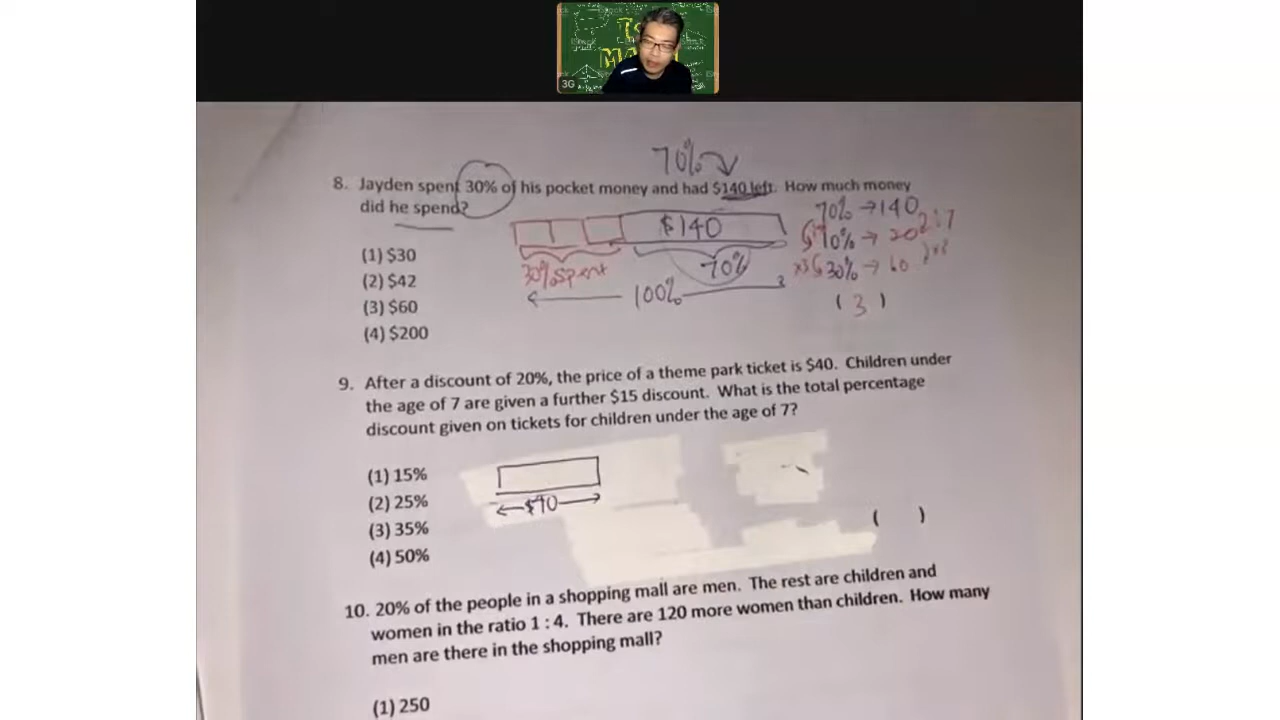 3G
70%
8. Jayden spent 30% of his pocket money and had $140 left. How much money
did he spend?
$140
70% → 140
10% → 20
30% → 60
30% spent
70%
100%
(1) $30
(2) $42
(3) $60
(4) $200
( 3 )
9. After a discount of 20%, the price of a theme park ticket is $40. Children under
the age of 7 are given a further $15 discount. What is the total percentage
discount given on tickets for children under the age of 7?
(1) 15%
(2) 25%
(3) 35%
(4) 50%
$40
( )
10. 20% of the people in a shopping mall are men. The rest are children and
women in the ratio 1 : 4. There are 120 more women than children. How many
men are there in the shopping mall?
(1) 250